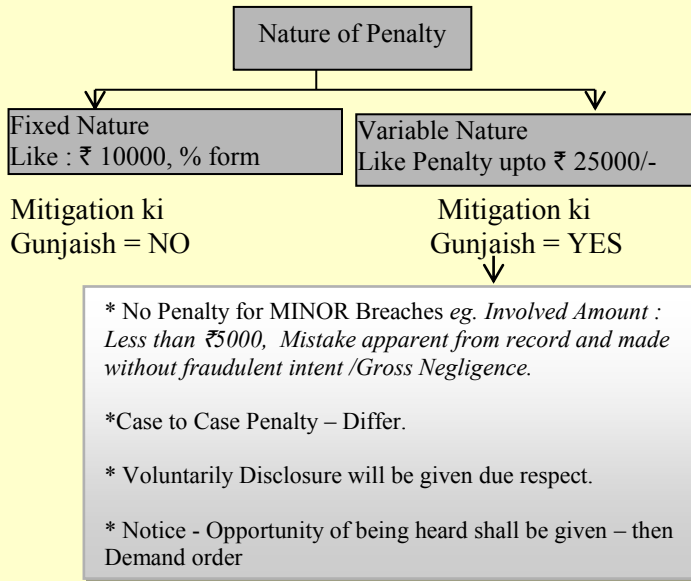 Nature of Penalty
Fixed Nature
Like : ₹ 10000, % form
Variable Nature
Like Penalty upto ₹ 25000/-
Mitigation ki
Gunjaish = NO
Mitigation ki
Gunjaish = YES
* No Penalty for MINOR Breaches eg. Involved Amount :
Less than ₹5000, Mistake apparent from record and made
without fraudulent intent /Gross Negligence.
*Case to Case Penalty – Differ.
* Voluntarily Disclosure will be given due respect.
* Notice - Opportunity of being heard shall be given – then
Demand order